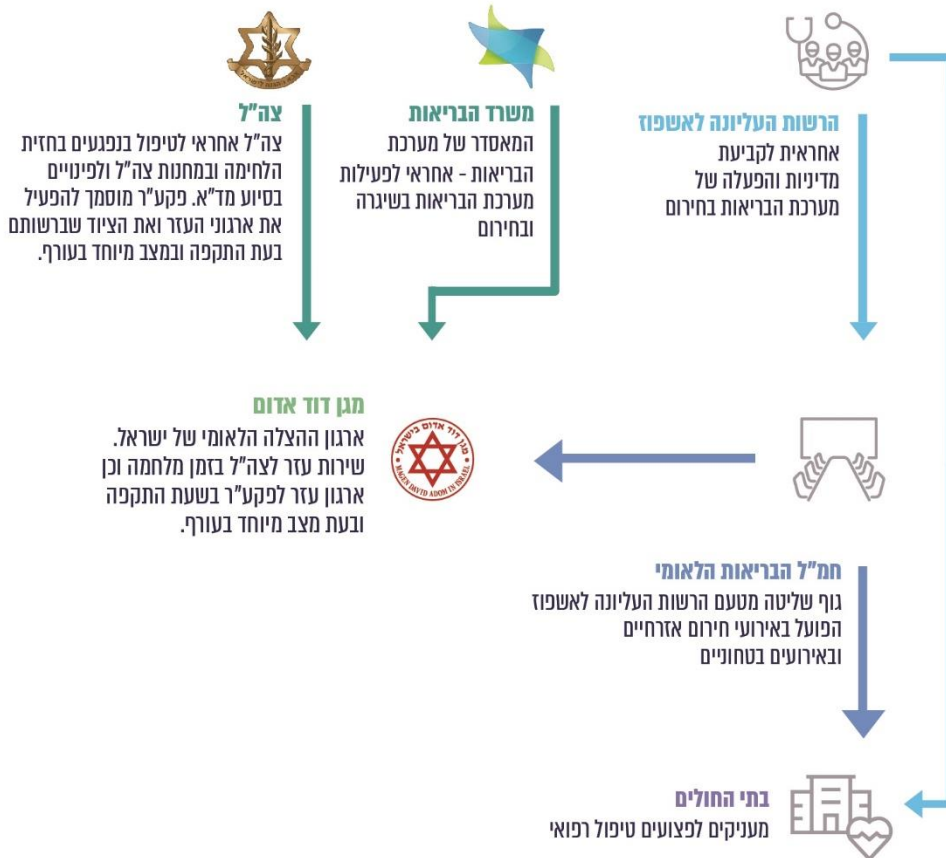 הרשות העליונה לאשפוז
אחראית לקביעת
מדיניות והפעלה של
מערכת הבריאות בחירום
משרד הבריאות
המאסדר של מערכת
הבריאות - אחראי לפעילות
מערכת הבריאות בשיגרה
ובחירום
צה"ל
צה"ל אחראי לטיפול בנפגעים בחזית
הלחימה ובמחנות צה"ל ולפינויים
בסיוע מד"א. פקע"ר מוסמך להפעיל
את ארגוני העזר ואת הציוד שברשותם
בעת התקפה ובמצב מיוחד בעורף.
מגן דוד אדום
ארגון ההצלה הלאומי של ישראל.
שירות עזר לצה"ל בזמן מלחמה וכן
ארגון עזר לפקע"ר בשעת התקפה
ובעת מצב מיוחד בעורף.
מגן דוד אדום בישראל
MAGEN DAVID ADOM IN ISRAEL
חמ"ל הבריאות הלאומי
גוף שליטה מטעם הרשות העליונה לאשפוז
הפועל באירועי חירום אזרחיים
ובאירועים בטחוניים
בתי החולים
מעניקים לפצועים טיפול רפואי